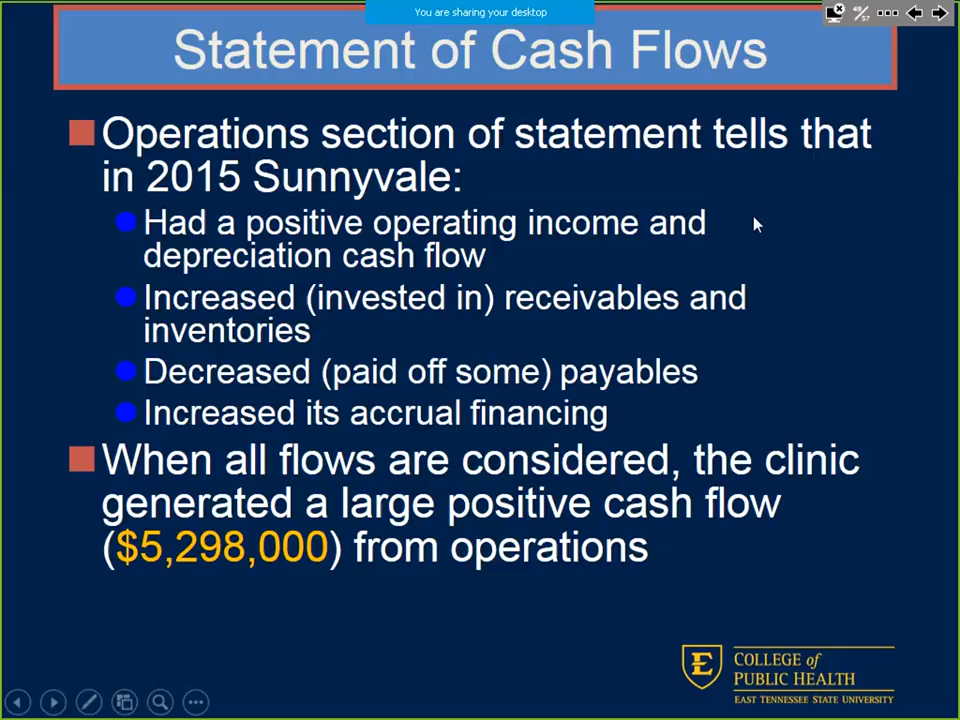 You are sharing your desktop
49/57
Statement of Cash Flows
Operations section of statement tells that
in 2015 Sunnyvale:
Had a positive operating income and
depreciation cash flow
Increased (invested in) receivables and
inventories
Decreased (paid off some) payables
Increased its accrual financing
When all flows are considered, the clinic
generated a large positive cash flow
($5,298,000) from operations
E
COLLEGE of
PUBLIC HEALTH
EAST TENNESSEE STATE UNIVERSITY